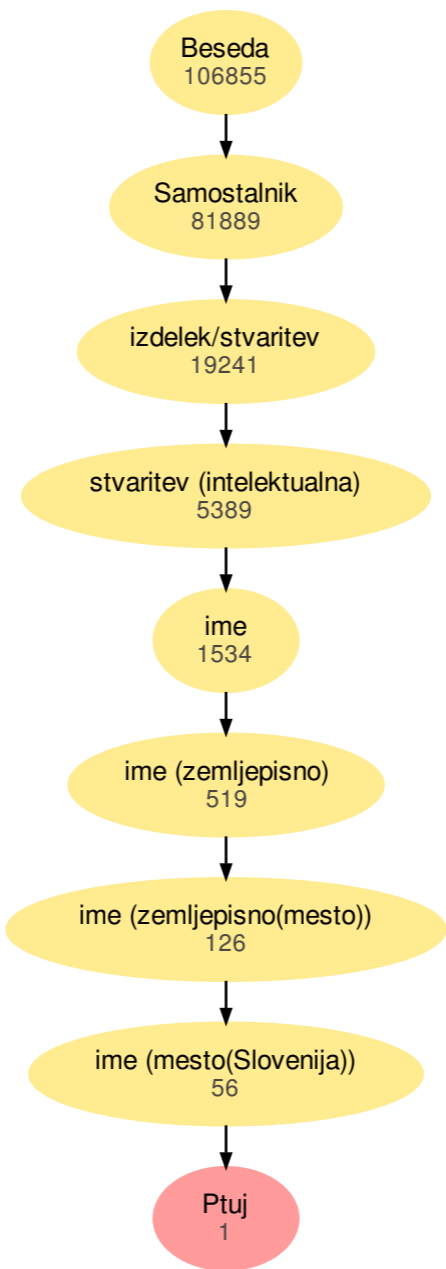 Beseda
106855
Samostalnik
81889
izdelek/stvaritev
19241
stvaritev (intelektualna)
5389
ime
1534
ime (zemljepisno)
519
ime (zemljepisno(mesto))
126
ime (mesto(Slovenija))
56
Ptuj
1